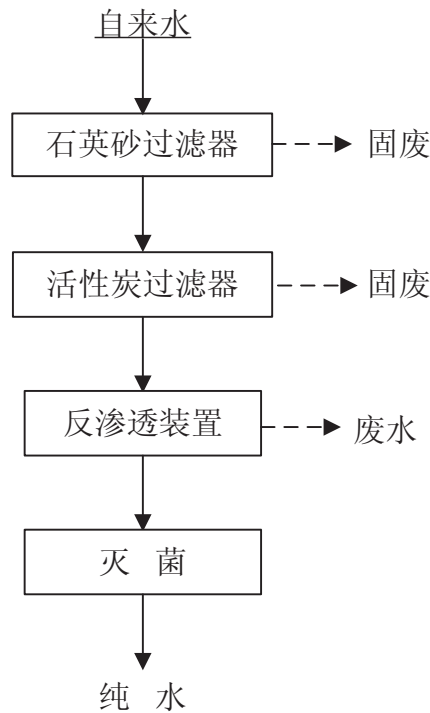 自来水
石英砂过滤器
固废
活性炭过滤器
固废
反渗透装置
废水
灭 菌
纯 水